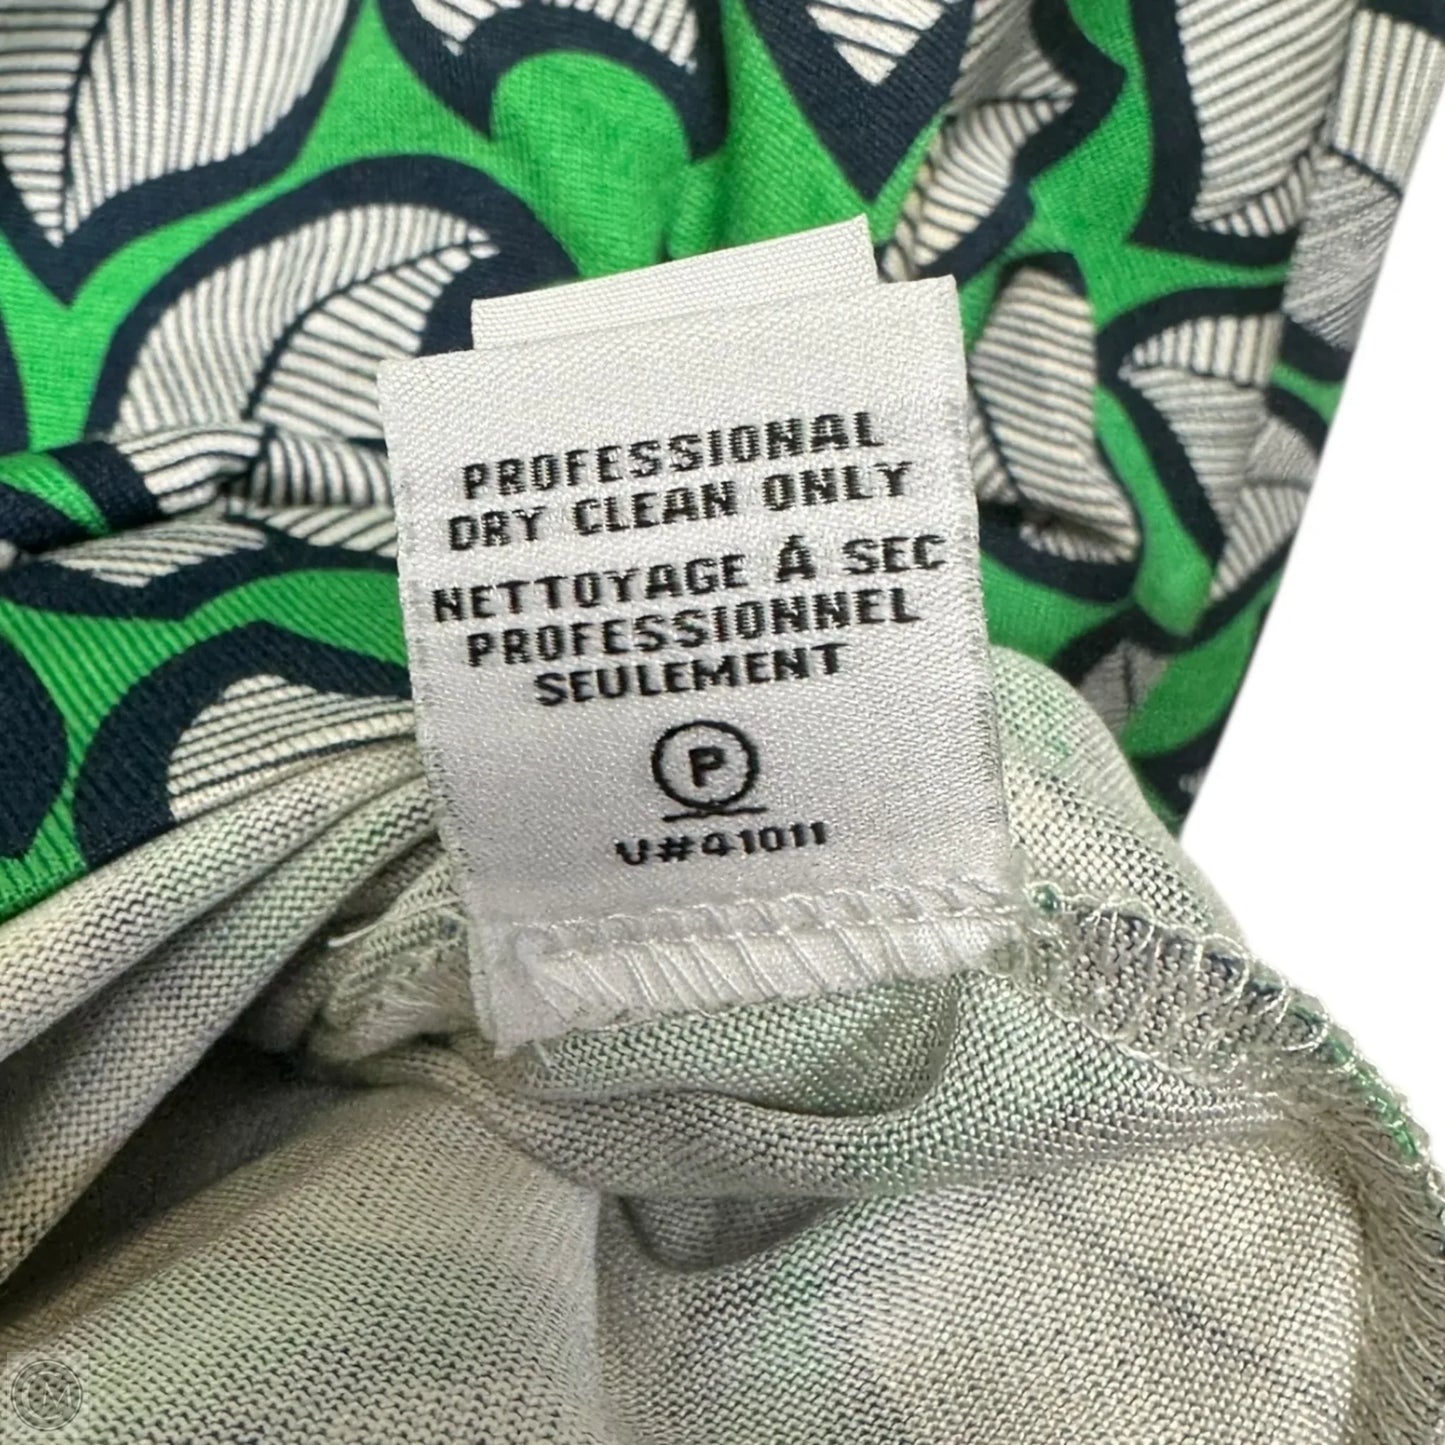 PROFESSIONAL
DRY CLEAN ONLY
NETTOYAGE Á SEC
PROFESSIONNEL
SEULEMENT
P
V#41011